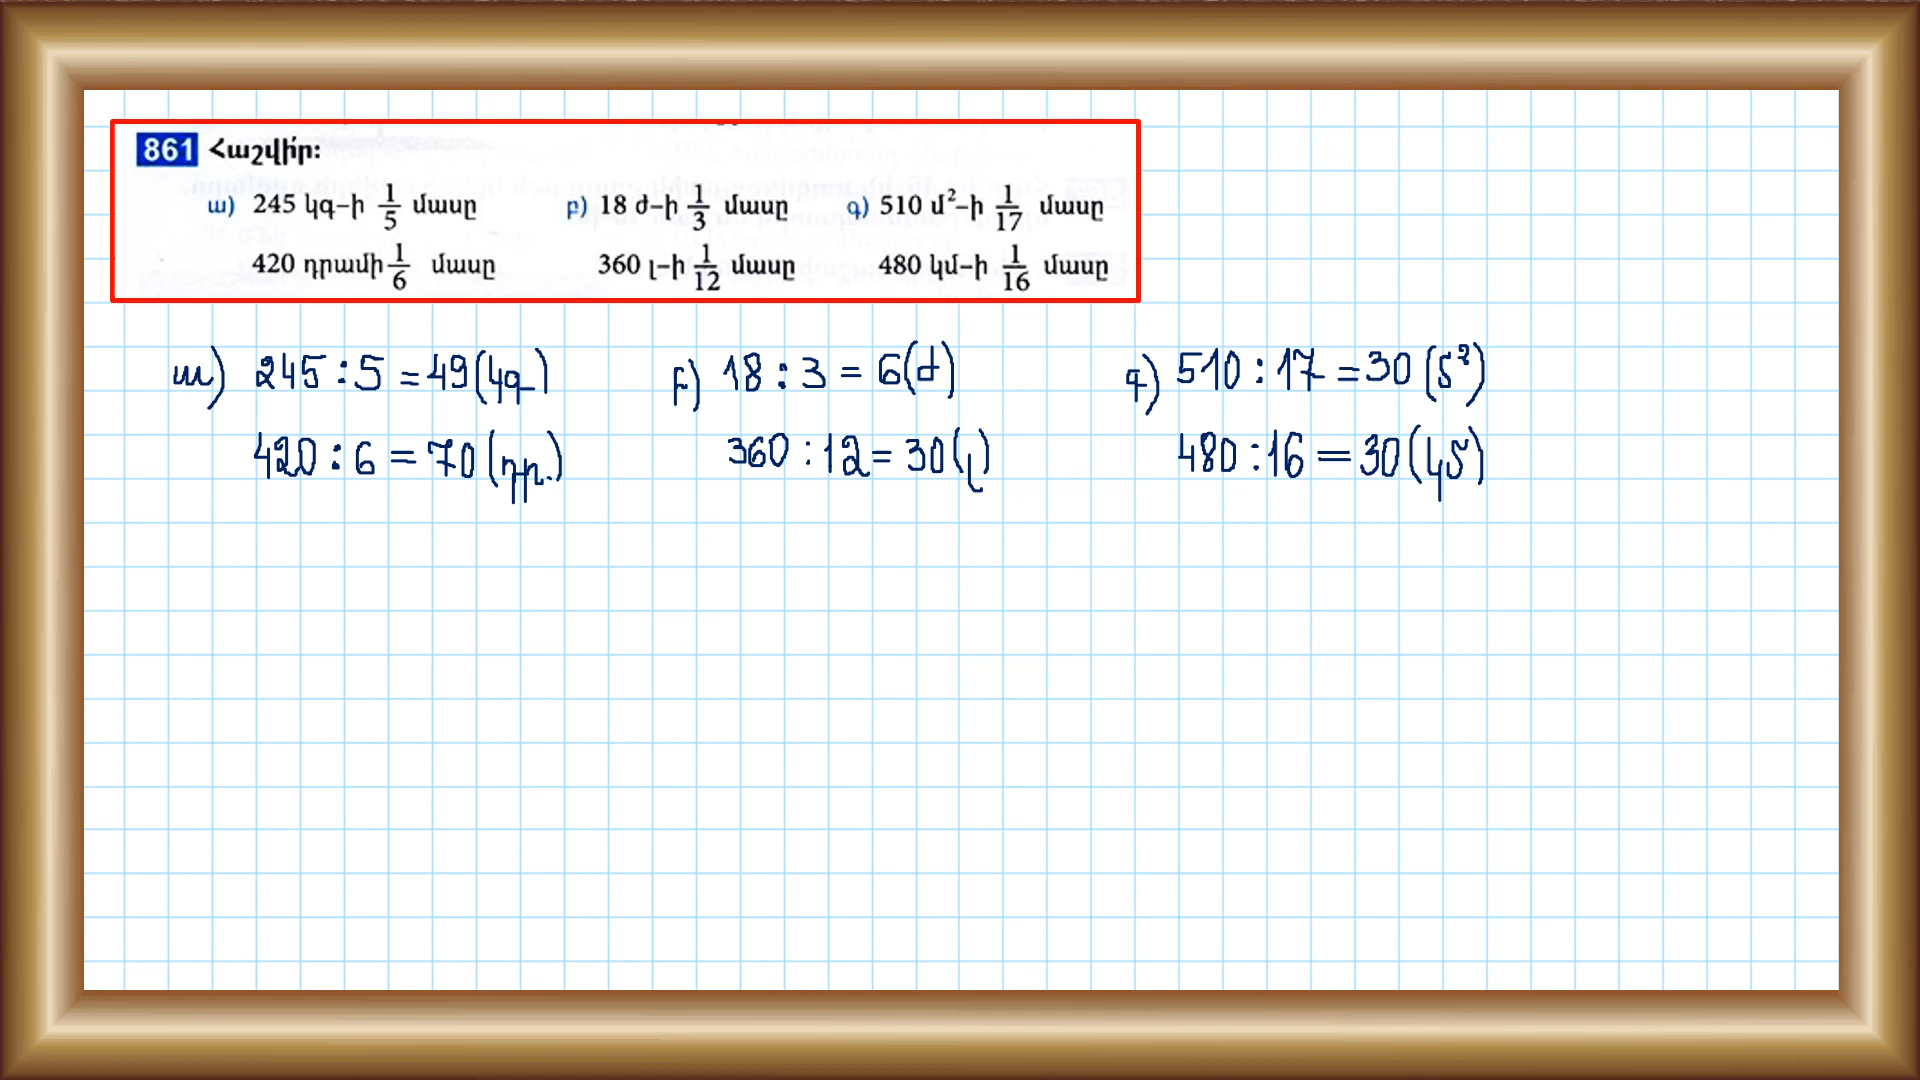 861 Հաշվի՛ր:
ա) 245 կգ-ի 1/5 մասը բ) 18 ժ-ի 1/3 մասը գ) 510 մ²-ի 1/17 մասը
420 դրամի 1/6 մասը 360 լ-ի 1/12 մասը 480 կմ-ի 1/16 մասը
ա) 245 : 5 = 49 (կգ) բ) 18 : 3 = 6 (ժ) գ) 510 : 17 = 30 (մ²)
420 : 6 = 70 (դր.) 360 : 12 = 30 (լ) 480 : 16 = 30 (կմ)